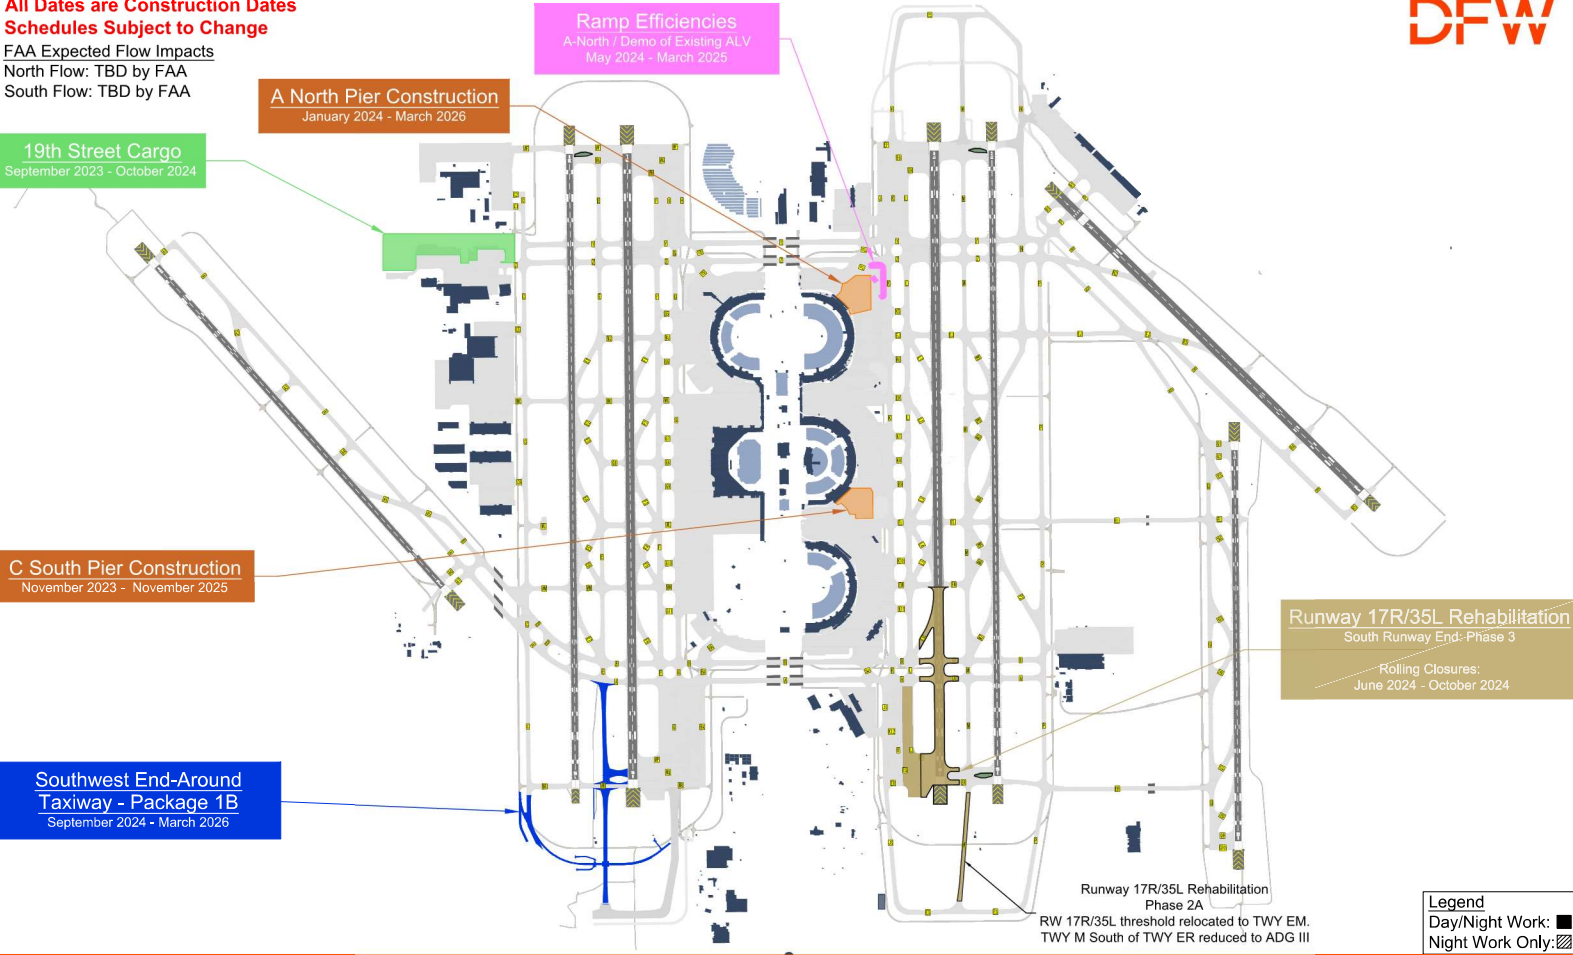 All Dates are Construction Dates
Schedules Subject to Change
FAA Expected Flow Impacts
North Flow: TBD by FAA
South Flow: TBD by FAA
Ramp Efficiencies
A-North / Demo of Existing ALV
May 2024 - March 2025
DFW
A North Pier Construction
January 2024 - March 2026
19th Street Cargo
September 2023 - October 2024
C South Pier Construction
November 2023 - November 2025
Runway 17R/35L Rehabilitation
South Runway End: Phase 3
Rolling Closures:
June 2024 - October 2024
Southwest End-Around
Taxiway - Package 1B
September 2024 - March 2026
Runway 17R/35L Rehabilitation
Phase 2A
RW 17R/35L threshold relocated to TWY EM.
TWY M South of TWY ER reduced to ADG III
Legend
Day/Night Work:
Night Work Only: